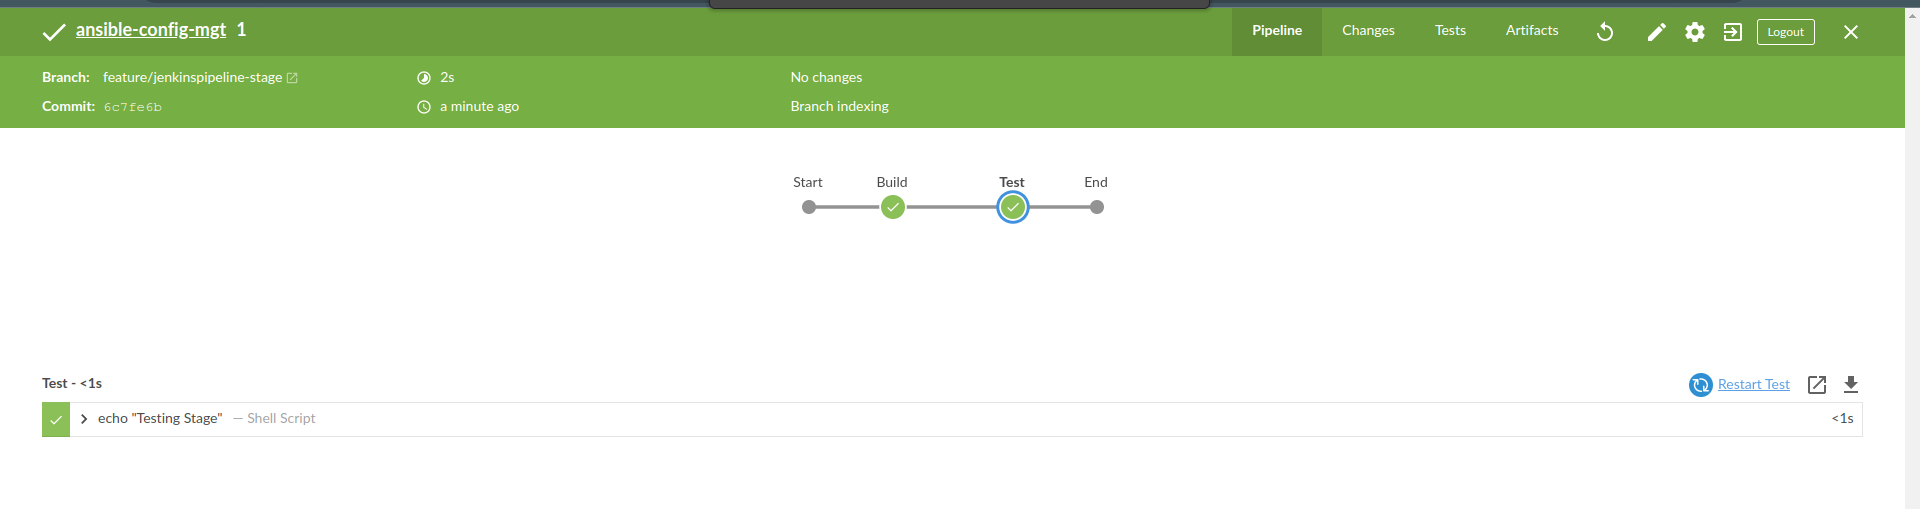 ansible-config-mgt 1
Pipeline Changes Tests Artifacts Logout
Branch: feature/jenkinspipeline-stage 2s No changes
Commit: 6c7fe6b a minute ago Branch indexing
Start Build Test End
Test - <1s Restart Test
echo "Testing Stage" — Shell Script <1s